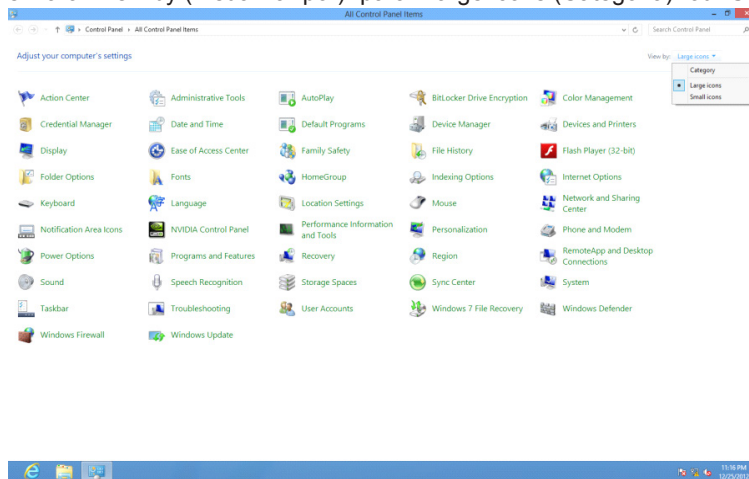 All Control Panel Items
Control Panel ▸ All Control Panel Items
Search Control Panel
Adjust your computer's settings
View by: Large icons
Category
Large icons
Small icons
Action Center
Administrative Tools
AutoPlay
BitLocker Drive Encryption
Color Management
Credential Manager
Date and Time
Default Programs
Device Manager
Devices and Printers
Display
Ease of Access Center
Family Safety
File History
Flash Player (32-bit)
Folder Options
Fonts
HomeGroup
Indexing Options
Internet Options
Keyboard
Language
Location Settings
Mouse
Network and Sharing
Center
Notification Area Icons
NVIDIA Control Panel
Performance Information
and Tools
Personalization
Phone and Modem
Power Options
Programs and Features
Recovery
Region
RemoteApp and Desktop
Connections
Sound
Speech Recognition
Storage Spaces
Sync Center
System
Taskbar
Troubleshooting
User Accounts
Windows 7 File Recovery
Windows Defender
Windows Firewall
Windows Update
11:16 PM
12/25/2012